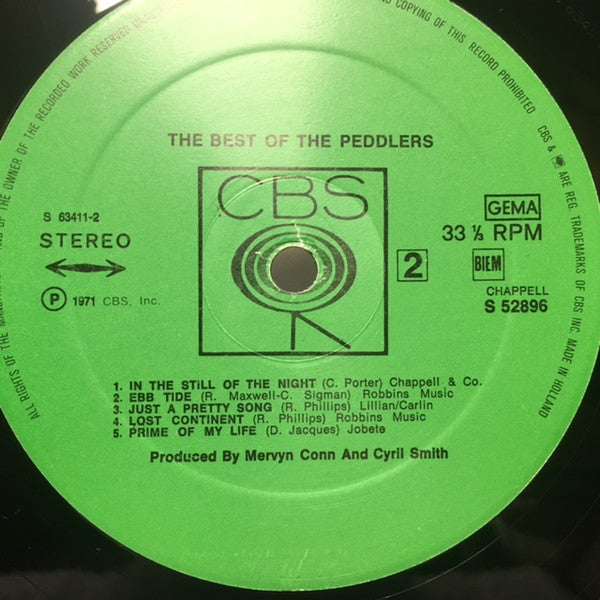 ALL RIGHTS OF THE
OF THE OWNER OF THE RECORDED WORK RESERVED
COPYING OF THIS RECORD PROHIBITED
CBS & ARE REG. TRADEMARKS OF CBS INC. MADE IN HOLLAND
THE BEST OF THE PEDDLERS
CBS
S 63411-2
STEREO
Ⓟ 1971 CBS, Inc.
2
GEMA
33 ⅓ RPM
BIEM
CHAPPELL
S 52896
1. IN THE STILL OF THE NIGHT (C. Porter) Chappell & Co.
2. EBB TIDE (R. Maxwell-C. Sigman) Robbins Music
3. JUST A PRETTY SONG (R. Phillips) Lillian/Carlin
4. LOST CONTINENT (R. Phillips) Robbins Music
5. PRIME OF MY LIFE (D. Jacques) Jobete
Produced By Mervyn Conn And Cyril Smith